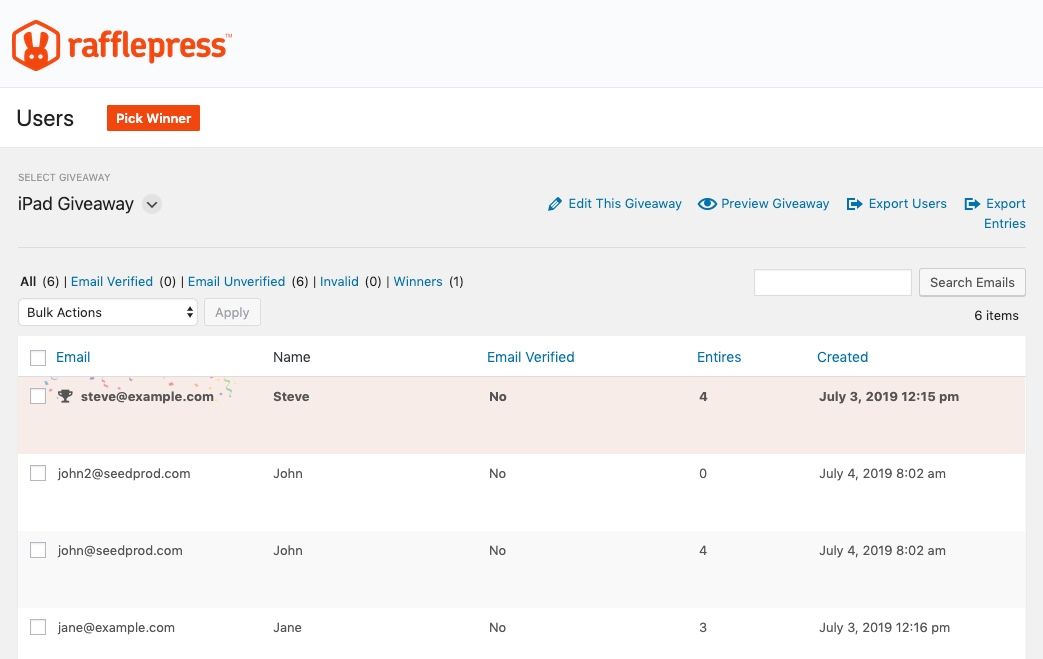 rafflepress™
Users Pick Winner
SELECT GIVEAWAY
iPad Giveaway
Edit This Giveaway Preview Giveaway Export Users Export
Entries
All (6) | Email Verified (0) | Email Unverified (6) | Invalid (0) | Winners (1)
Search Emails
Bulk Actions Apply
6 items
Email Name Email Verified Entires Created
steve@example.com Steve No 4 July 3, 2019 12:15 pm
john2@seedprod.com John No 0 July 4, 2019 8:02 am
john@seedprod.com John No 4 July 4, 2019 8:02 am
jane@example.com Jane No 3 July 3, 2019 12:16 pm